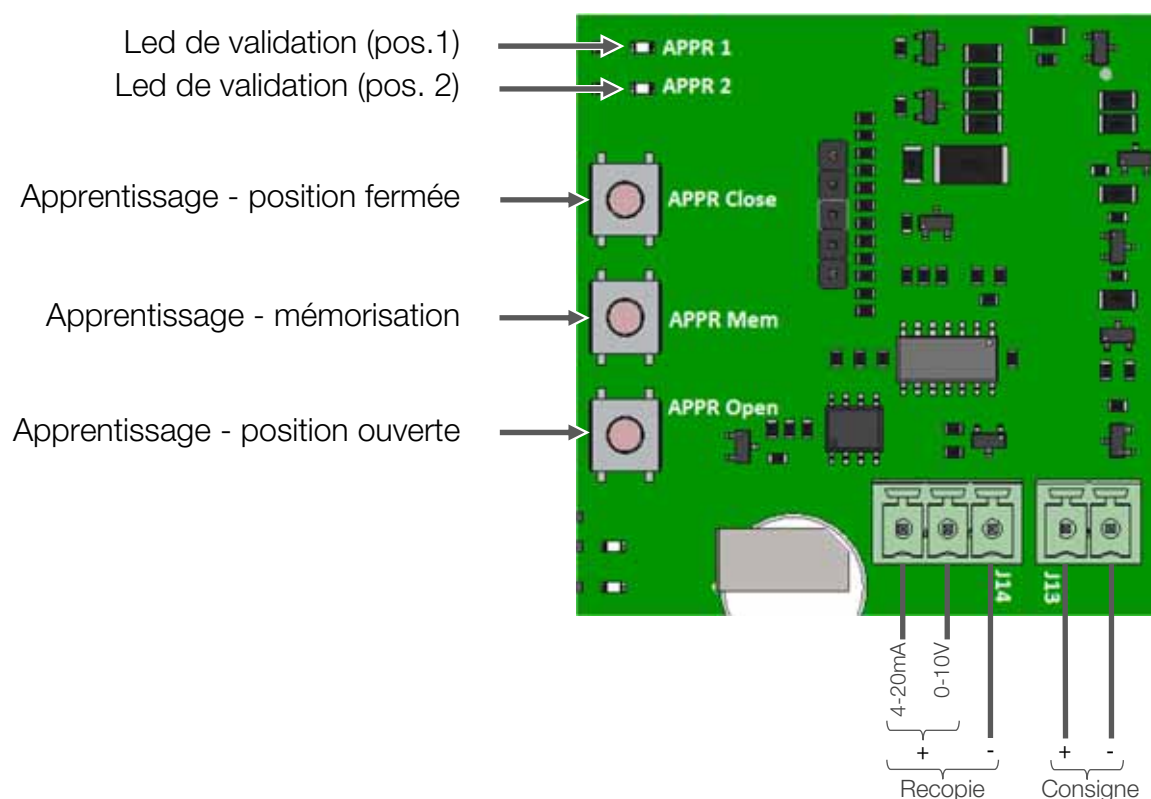 Led de validation (pos.1)
APPR 1
Led de validation (pos. 2)
APPR 2
Apprentissage - position fermée
APPR Close
Apprentissage - mémorisation
APPR Mem
Apprentissage - position ouverte
APPR Open
J14
J13
4-20mA
0-10V
+
-
+
-
Recopie
Consigne